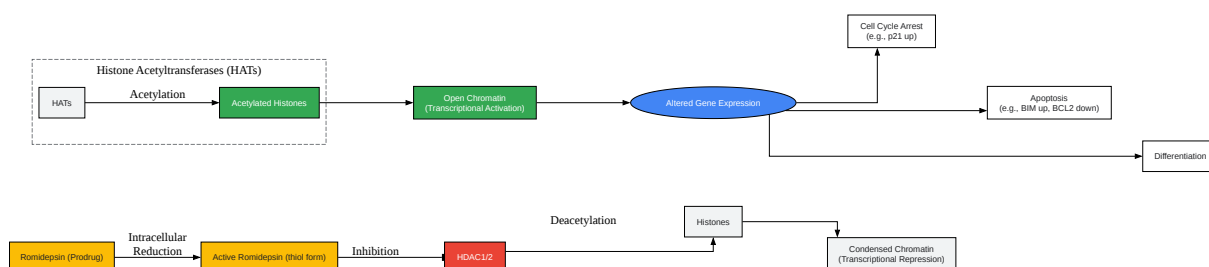 Cell Cycle Arrest
(e.g., p21 up)
Histone Acetyltransferases (HATs)
HATs
Acetylation
Acetylated Histones
Open Chromatin
(Transcriptional Activation)
Altered Gene Expression
Apoptosis
(e.g., BIM up, BCL2 down)
Differentiation
Deacetylation
Histones
Romidepsin (Prodrug)
Intracellular
Reduction
Active Romidepsin (thiol form)
Inhibition
HDAC1/2
Condensed Chromatin
(Transcriptional Repression)